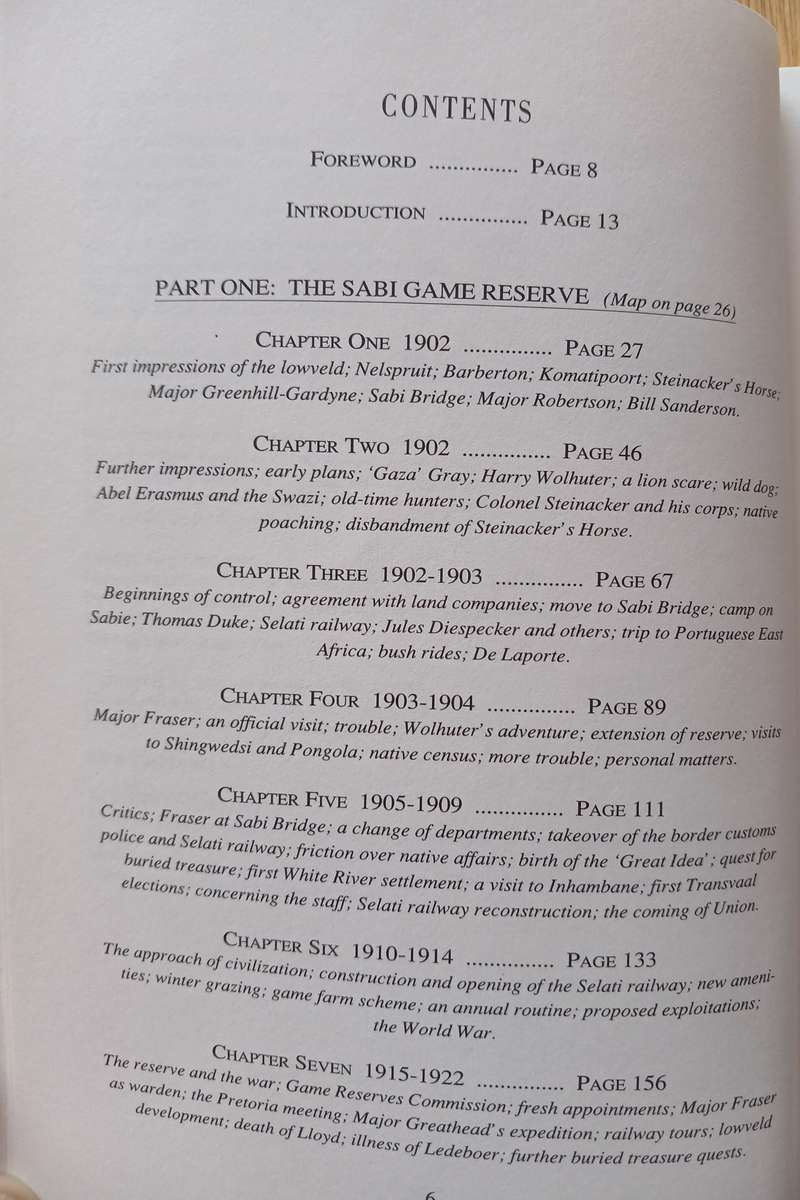 CONTENTS
FOREWORD ............... PAGE 8
INTRODUCTION ............... PAGE 13
PART ONE: THE SABI GAME RESERVE (Map on page 26)
CHAPTER ONE 1902 ............... PAGE 27
First impressions of the lowveld; Nelspruit; Barberton; Komatipoort; Steinacker's Horse;
Major Greenhill-Gardyne; Sabi Bridge; Major Robertson; Bill Sanderson.
CHAPTER TWO 1902 ............... PAGE 46
Further impressions; early plans; ‘Gaza’ Gray; Harry Wolhuter; a lion scare; wild dog;
Abel Erasmus and the Swazi; old-time hunters; Colonel Steinacker and his corps; native
poaching; disbandment of Steinacker's Horse.
CHAPTER THREE 1902-1903 ............... PAGE 67
Beginnings of control; agreement with land companies; move to Sabi Bridge; camp on
Sabie; Thomas Duke; Selati railway; Jules Diespecker and others; trip to Portuguese East
Africa; bush rides; De Laporte.
CHAPTER FOUR 1903-1904 ............... PAGE 89
Major Fraser; an official visit; trouble; Wolhuter's adventure; extension of reserve; visits
to Shingwedsi and Pongola; native census; more trouble; personal matters.
CHAPTER FIVE 1905-1909 ............... PAGE 111
Critics; Fraser at Sabi Bridge; a change of departments; takeover of the border customs
police and Selati railway; friction over native affairs; birth of the ‘Great Idea’; quest for
buried treasure; first White River settlement; a visit to Inhambane; first Transvaal
elections; concerning the staff; Selati railway reconstruction; the coming of Union.
CHAPTER SIX 1910-1914 ............... PAGE 133
The approach of civilization; construction and opening of the Selati railway; new ameni-
ties; winter grazing; game farm scheme; an annual routine; proposed exploitations;
the World War.
CHAPTER SEVEN 1915-1922 ............... PAGE 156
The reserve and the war; Game Reserves Commission; fresh appointments; Major Fraser
as warden; the Pretoria meeting; Major Greathead's expedition; railway tours; lowveld
development; death of Lloyd; illness of Ledeboer; further buried treasure quests.
6